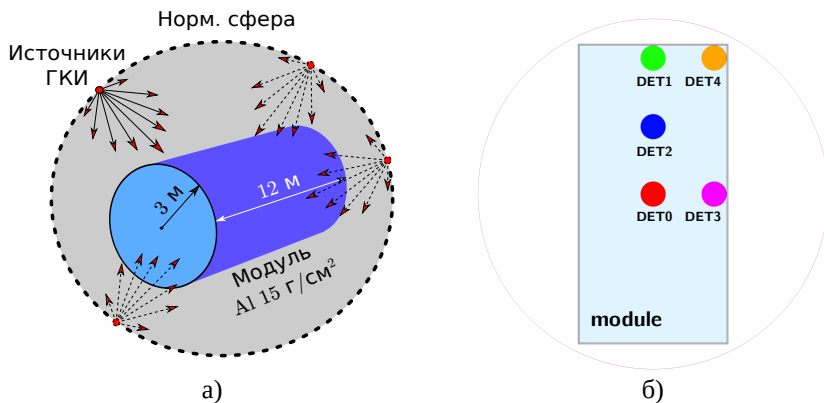 Норм. сфера
Источники
ГКИ
3 м
12 м
Модуль
Al 15 г/см²
а)
DET1
DET4
DET2
DET0
DET3
module
б)